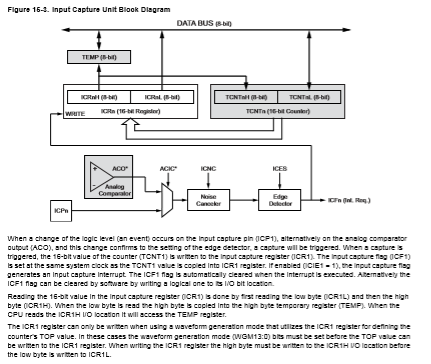 Figure 16-3. Input Capture Unit Block Diagram
DATA BUS (8-bit)
TEMP (8-bit)
ICRnH (8-bit) ICRnL (8-bit) TCNTnH (8-bit) TCNTnL (8-bit)
WRITE ICRn (16-bit Register) TCNTn (16-bit Counter)
ACO* ACIC* ICNC ICES
+
-
Analog
Comparator
ICPn
Noise
Canceler
Edge
Detector
ICFn (Int. Req.)
When a change of the logic level (an event) occurs on the input capture pin (ICP1), alternatively on the analog comparator
output (ACO), and this change confirms to the setting of the edge detector, a capture will be triggered. When a capture is
triggered, the 16-bit value of the counter (TCNT1) is written to the input capture register (ICR1). The input capture flag (ICF1)
is set at the same system clock as the TCNT1 value is copied into ICR1 register. If enabled (ICIE1 = 1), the input capture flag
generates an input capture interrupt. The ICF1 flag is automatically cleared when the interrupt is executed. Alternatively the
ICF1 flag can be cleared by software by writing a logical one to its I/O bit location.
Reading the 16-bit value in the input capture register (ICR1) is done by first reading the low byte (ICR1L) and then the high
byte (ICR1H). When the low byte is read the high byte is copied into the high byte temporary register (TEMP). When the
CPU reads the ICR1H I/O location it will access the TEMP register.
The ICR1 register can only be written when using a waveform generation mode that utilizes the ICR1 register for defining the
counter's TOP value. In these cases the waveform generation mode (WGM13:0) bits must be set before the TOP value can
be written to the ICR1 register. When writing the ICR1 register the high byte must be written to the ICR1H I/O location before
the low byte is written to ICR1L.